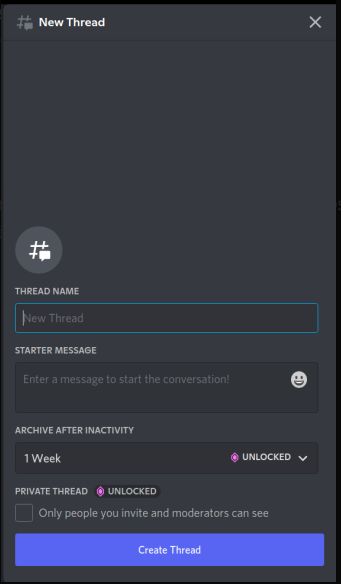 New Thread
THREAD NAME
New Thread
STARTER MESSAGE
Enter a message to start the conversation!
ARCHIVE AFTER INACTIVITY
1 Week UNLOCKED
PRIVATE THREAD UNLOCKED
Only people you invite and moderators can see
Create Thread